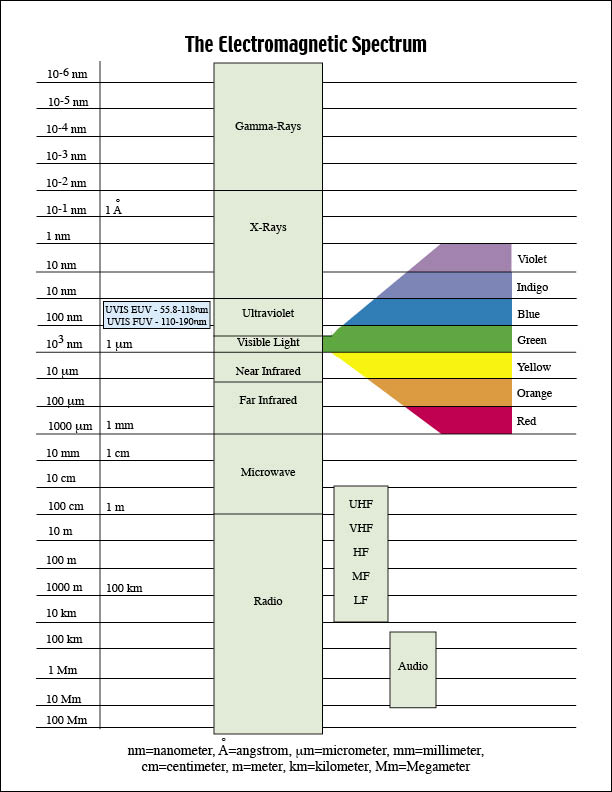 The Electromagnetic Spectrum
10-6 nm
10-5 nm
10-4 nm
Gamma-Rays
10-3 nm
10-2 nm
10-1 nm 1 Å
X-Rays
1 nm
10 nm
Violet
10 nm
Indigo
100 nm
UVIS EUV - 55.8-118nm
UVIS FUV - 110-190nm
Ultraviolet
Blue
103 nm 1 µm
Visible Light
Green
10 µm
Near Infrared
Yellow
100 µm
Far Infrared
Orange
1000 µm 1 mm
Red
10 mm 1 cm
Microwave
10 cm
100 cm 1 m
UHF
10 m
VHF
100 m
HF
1000 m 100 km
MF
Radio
LF
10 km
100 km
1 Mm
Audio
10 Mm
100 Mm
nm=nanometer, Å=angstrom, µm=micrometer, mm=millimeter,
cm=centimeter, m=meter, km=kilometer, Mm=Megameter